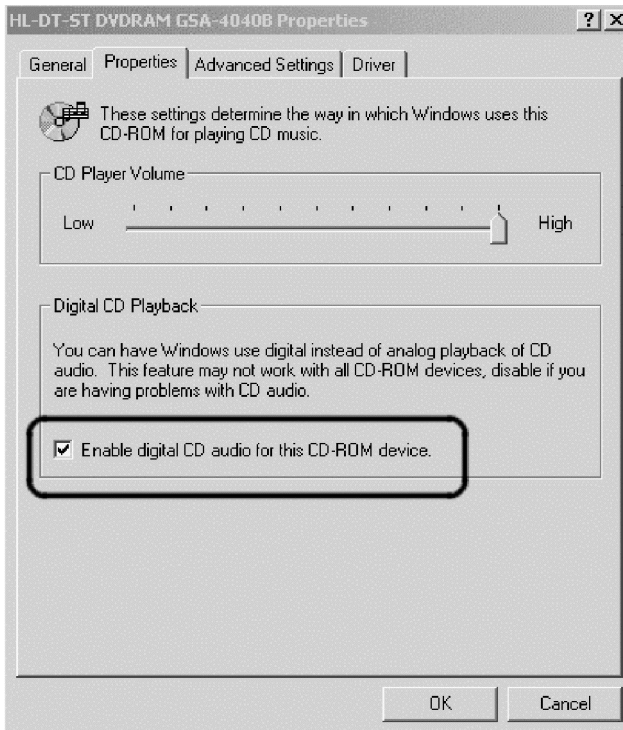 HL-DT-ST DVDRAM GSA-4040B Properties
General Properties Advanced Settings Driver
These settings determine the way in which Windows uses this
CD-ROM for playing CD music.
CD Player Volume
Low High
Digital CD Playback
You can have Windows use digital instead of analog playback of CD
audio. This feature may not work with all CD-ROM devices, disable if you
are having problems with CD audio.
Enable digital CD audio for this CD-ROM device.
OK Cancel